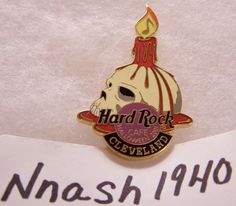 Hard Rock
CAFE
CLEVELAND
Nnash 1940